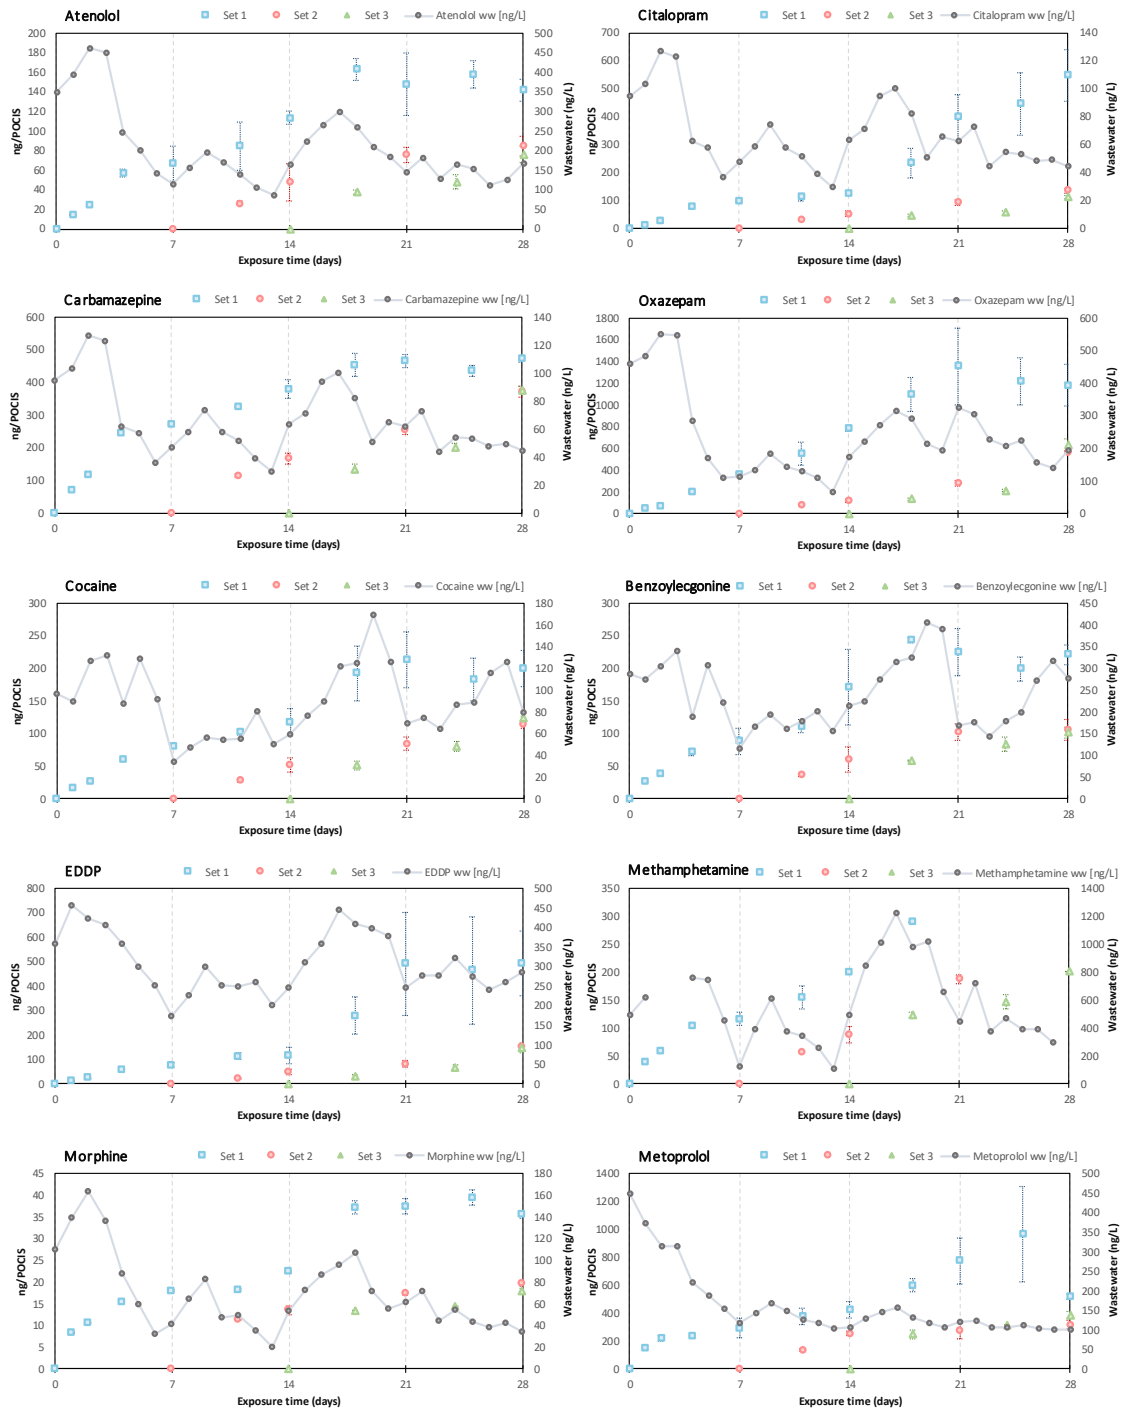 Atenolol Set 1 Set 2 Set 3 Atenolol ww [ng/L]
200 180 160 140 120 100 80 60 40 20 0
ng/POCIS
500 450 400 350 300 250 200 150 100 50 0
Wastewater (ng/L)
0 7 14 21 28
Exposure time (days)
Citalopram Set 1 Set 2 Set 3 Citalopram ww [ng/L]
700 600 500 400 300 200 100 0
ng/POCIS
140 120 100 80 60 40 20 0
Wastewater (ng/L)
0 7 14 21 28
Exposure time (days)
Carbamazepine Set 1 Set 2 Set 3 Carbamazepine ww [ng/L]
600 500 400 300 200 100 0
ng/POCIS
140 120 100 80 60 40 20 0
Wastewater (ng/L)
0 7 14 21 28
Exposure time (days)
Oxazepam Set 1 Set 2 Set 3 Oxazepam ww [ng/L]
1800 1600 1400 1200 1000 800 600 400 200 0
ng/POCIS
600 500 400 300 200 100 0
Wastewater (ng/L)
0 7 14 21 28
Exposure time (days)
Cocaine Set 1 Set 2 Set 3 Cocaine ww [ng/L]
300 250 200 150 100 50 0
ng/POCIS
180 160 140 120 100 80 60 40 20 0
Wastewater (ng/L)
0 7 14 21 28
Exposure time (days)
Benzoylecgonine Set 1 Set 2 Set 3 Benzoylecgonine ww [ng/L]
300 250 200 150 100 50 0
ng/POCIS
450 400 350 300 250 200 150 100 50 0
Wastewater (ng/L)
0 7 14 21 28
Exposure time (days)
EDDP Set 1 Set 2 Set 3 EDDP ww [ng/L]
800 700 600 500 400 300 200 100 0
ng/POCIS
500 450 400 350 300 250 200 150 100 50 0
Wastewater (ng/L)
0 7 14 21 28
Exposure time (days)
Methamphetamine Set 1 Set 2 Set 3 Methamphetamine ww [ng/L]
350 300 250 200 150 100 50 0
ng/POCIS
1400 1200 1000 800 600 400 200 0
Wastewater (ng/L)
0 7 14 21 28
Exposure time (days)
Morphine Set 1 Set 2 Set 3 Morphine ww [ng/L]
45 40 35 30 25 20 15 10 5 0
ng/POCIS
180 160 140 120 100 80 60 40 20 0
Wastewater (ng/L)
0 7 14 21 28
Exposure time (days)
Metoprolol Set 1 Set 2 Set 3 Metoprolol ww [ng/L]
1400 1200 1000 800 600 400 200 0
ng/POCIS
500 450 400 350 300 250 200 150 100 50 0
Wastewater (ng/L)
0 7 14 21 28
Exposure time (days)